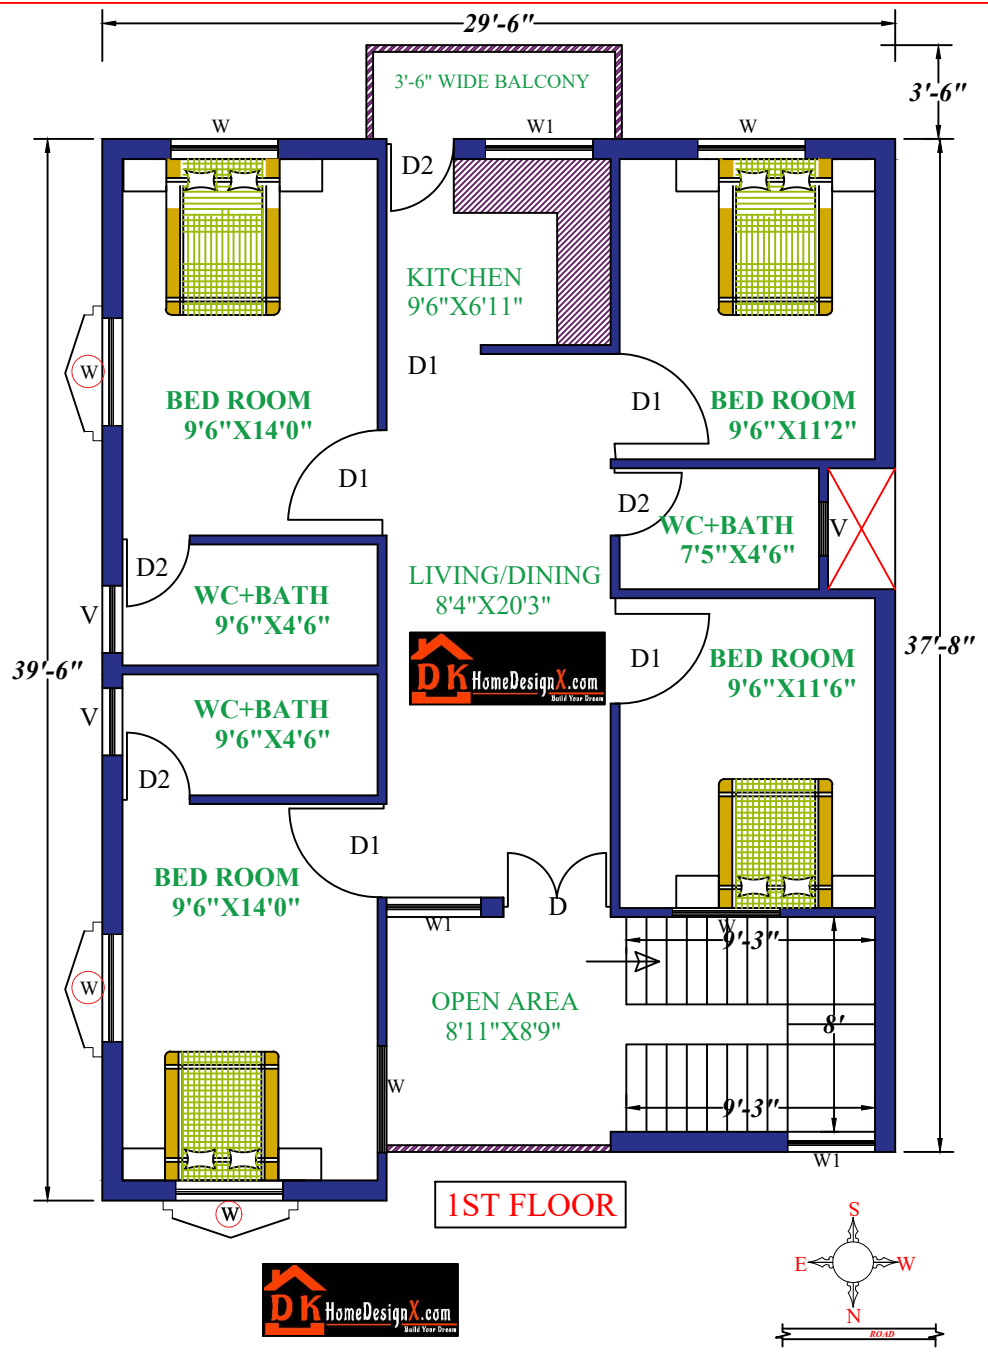 29'-6"
3'-6" WIDE BALCONY
3'-6"
W
W1
W
D2
KITCHEN
9'6"X6'11"
D1
W
BED ROOM
9'6"X14'0"
D1
BED ROOM
9'6"X11'2"
D1
D2
WC+BATH
7'5"X4'6"
V
D2
WC+BATH
9'6"X4'6"
V
LIVING/DINING
8'4"X20'3"
DK HomeDesignX.com
Build Your Dream
39'-6"
37'-8"
D1
BED ROOM
9'6"X11'6"
V
WC+BATH
9'6"X4'6"
D2
D1
BED ROOM
9'6"X14'0"
W1
D
W
9'-3"
W
OPEN AREA
8'11"X8'9"
8'
W
9'-3"
W1
W
1ST FLOOR
S
E
W
N
ROAD
DK HomeDesignX.com
Build Your Dream